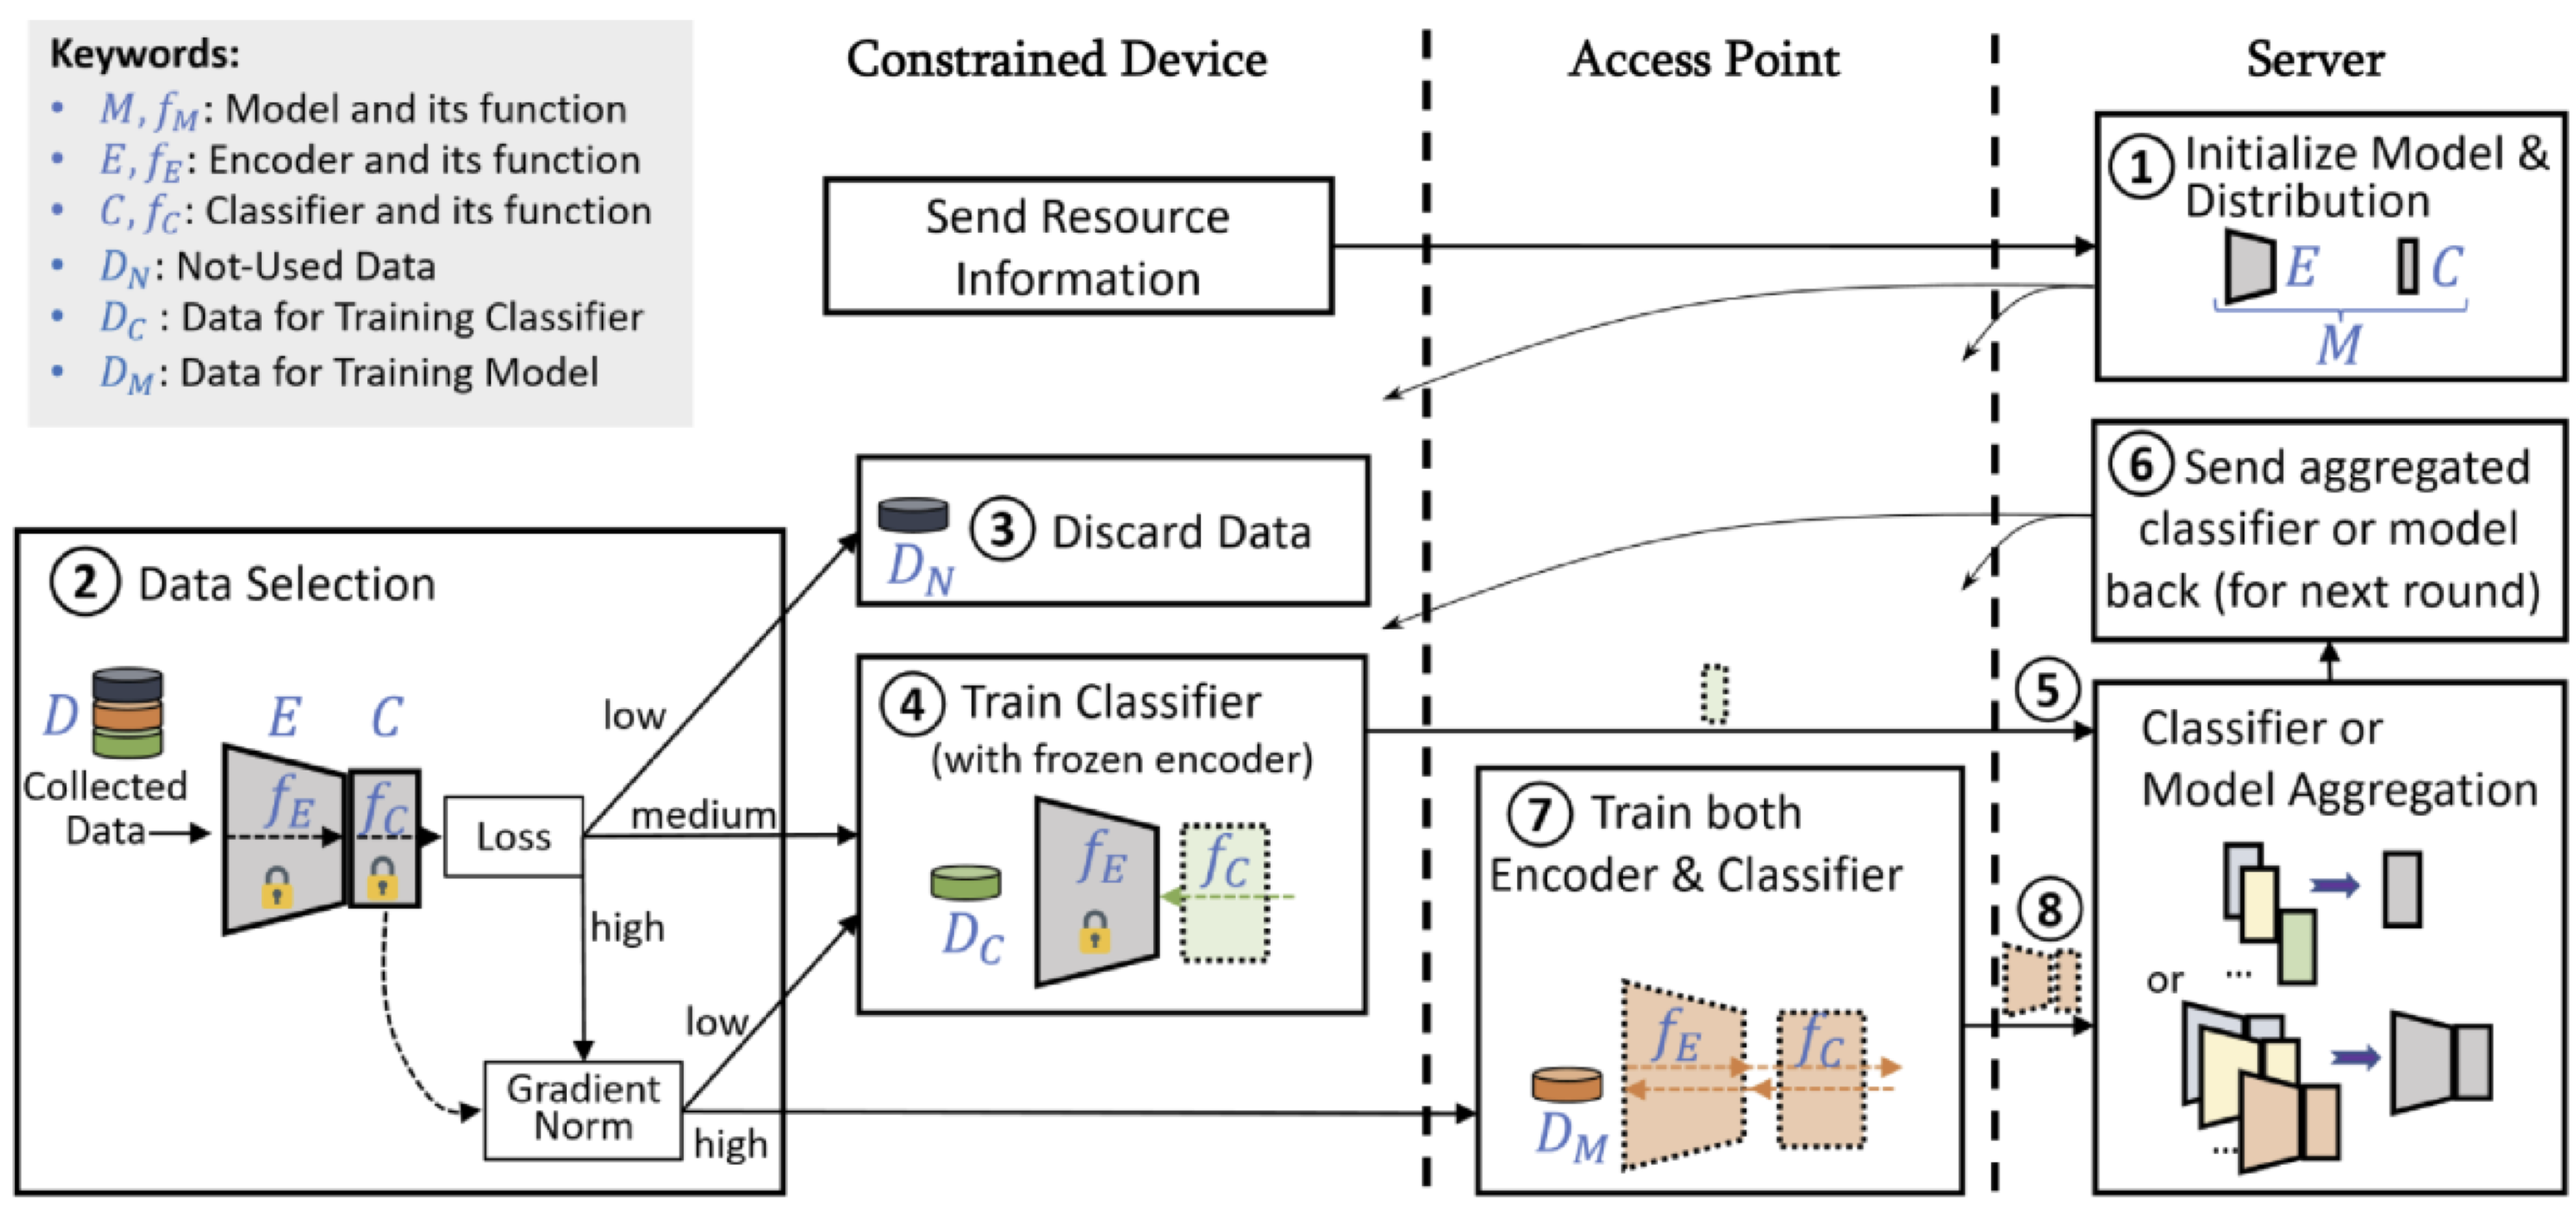 Keywords:
• M, f_M: Model and its function
• E, f_E: Encoder and its function
• C, f_C: Classifier and its function
• D_N: Not-Used Data
• D_C : Data for Training Classifier
• D_M: Data for Training Model
Constrained Device
Access Point
Server
Send Resource
Information
1 Initialize Model &
Distribution
E C
M
2 Data Selection
D
E C
Collected
Data
f_E f_C
Loss
low
medium
high
Gradient
Norm
low
high
3 Discard Data
D_N
4 Train Classifier
(with frozen encoder)
f_E f_C
D_C
7 Train both
Encoder & Classifier
f_E f_C
D_M
6 Send aggregated
classifier or model
back (for next round)
5
8
Classifier or
Model Aggregation
...
or
...